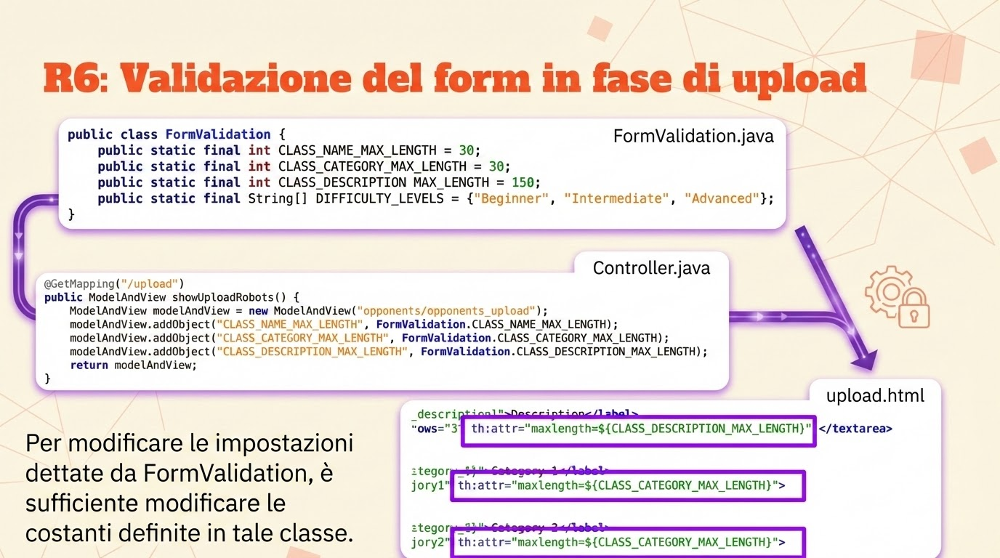 R6: Validazione del form in fase di upload
FormValidation.java
public class FormValidation {
public static final int CLASS_NAME_MAX_LENGTH = 30;
public static final int CLASS_CATEGORY_MAX_LENGTH = 30;
public static final int CLASS_DESCRIPTION MAX_LENGTH = 150;
public static final String[] DIFFICULTY_LEVELS = {"Beginner", "Intermediate", "Advanced"};
}
Controller.java
@GetMapping("/upload")
public ModelAndView showUploadRobots() {
ModelAndView modelAndView = new ModelAndView("opponents/opponents_upload");
modelAndView.addObject("CLASS_NAME_MAX_LENGTH", FormValidation.CLASS_NAME_MAX_LENGTH);
modelAndView.addObject("CLASS_CATEGORY_MAX_LENGTH", FormValidation.CLASS_CATEGORY_MAX_LENGTH);
modelAndView.addObject("CLASS_DESCRIPTION_MAX_LENGTH", FormValidation.CLASS_DESCRIPTION_MAX_LENGTH);
return modelAndView;
}
upload.html
Description</label>
"ows="3" th:attr="maxlength=${CLASS_DESCRIPTION_MAX_LENGTH}" </textarea>
Category 1</label>
jory1" th:attr="maxlength=${CLASS_CATEGORY_MAX_LENGTH}">
Category 2</label>
jory2" th:attr="maxlength=${CLASS_CATEGORY_MAX_LENGTH}">
Per modificare le impostazioni
dettate da FormValidation, è
sufficiente modificare le
costanti definite in tale classe.